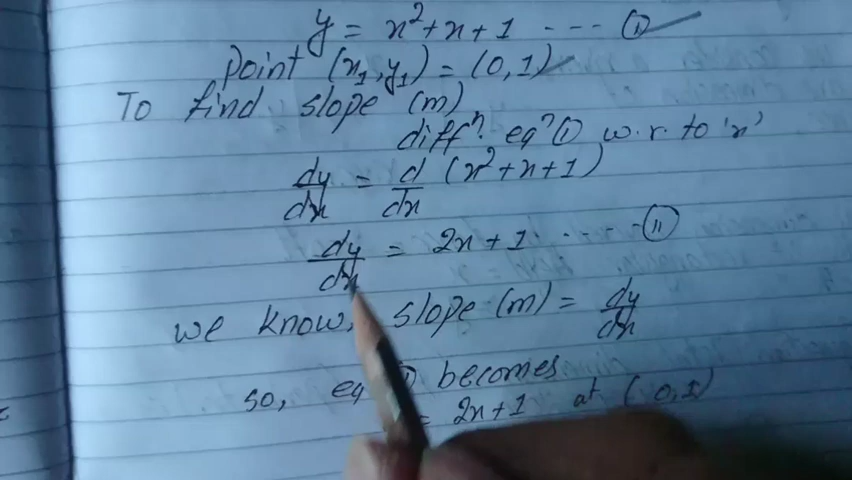 y = x² + x + 1 ---- (i)
Point (x₁, y₁) = (0, 1)
To find slope (m)
diffⁿ. eqⁿ (i) w.r. to 'x'
dy/dx = d/dx (x² + x + 1)
dy/dx = 2x + 1 ---- (ii)
we know, slope (m) = dy/dx
so, eq becomes
= 2x + 1 at (0, 1)